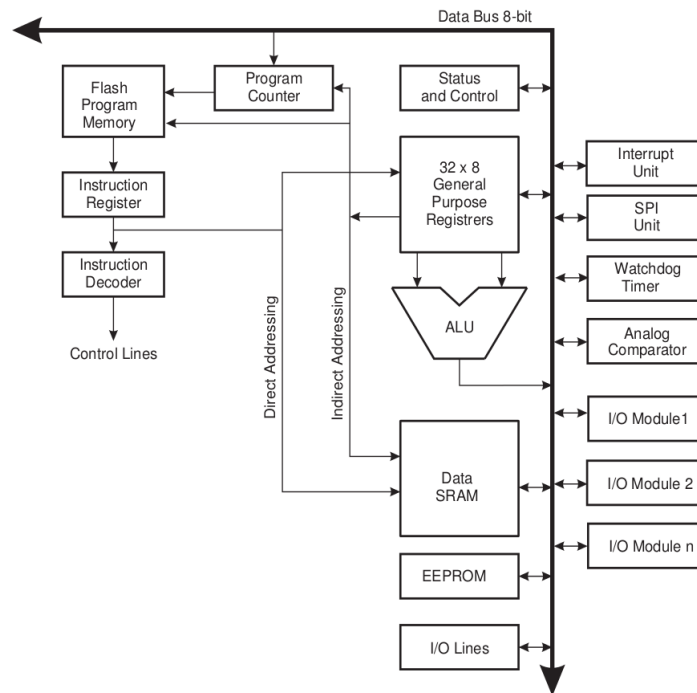 Data Bus 8-bit
Flash
Program
Memory
Program
Counter
Status
and Control
Instruction
Register
32 x 8
General
Purpose
Registrers
Interrupt
Unit
SPI
Unit
Instruction
Decoder
Watchdog
Timer
Control Lines
Direct Addressing
Indirect Addressing
ALU
Analog
Comparator
I/O Module1
Data
SRAM
I/O Module 2
I/O Module n
EEPROM
I/O Lines